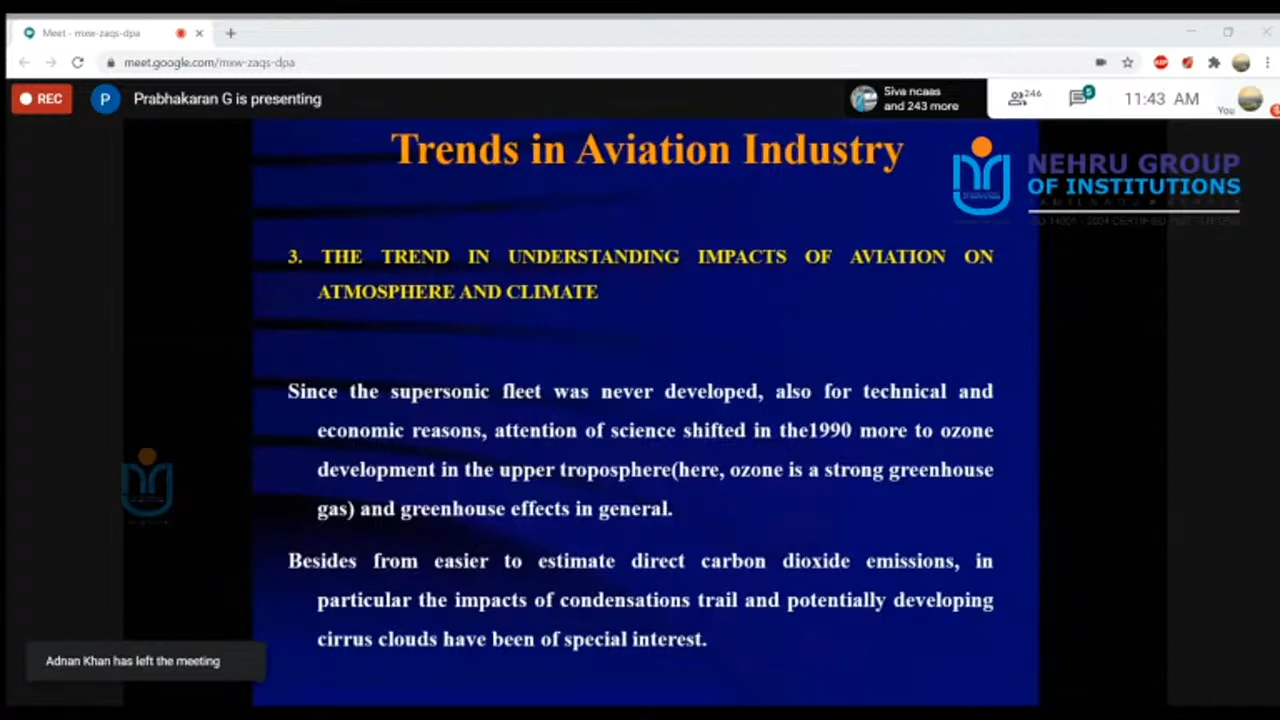 Meet - mxw-zaqs-dpa
meet.google.com/mxw-zaqs-dpa
REC
P
Prabhakaran G is presenting
Siva ncaas
and 243 more
246
5
11:43 AM
You
Trends in Aviation Industry
NEHRU GROUP
OF INSTITUTIONS
3. THE TREND IN UNDERSTANDING IMPACTS OF AVIATION ON
ATMOSPHERE AND CLIMATE
Since the supersonic fleet was never developed, also for technical and
economic reasons, attention of science shifted in the1990 more to ozone
development in the upper troposphere(here, ozone is a strong greenhouse
gas) and greenhouse effects in general.
Besides from easier to estimate direct carbon dioxide emissions, in
particular the impacts of condensations trail and potentially developing
cirrus clouds have been of special interest.
Adnan Khan has left the meeting